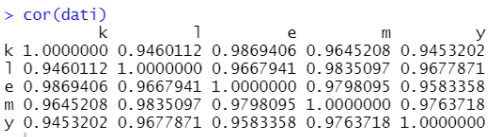 > cor(dati)
k l e m y
k 1.0000000 0.9460112 0.9869406 0.9645208 0.9453202
l 0.9460112 1.0000000 0.9667941 0.9835097 0.9677871
e 0.9869406 0.9667941 1.0000000 0.9798095 0.9583358
m 0.9645208 0.9835097 0.9798095 1.0000000 0.9763718
y 0.9453202 0.9677871 0.9583358 0.9763718 1.0000000